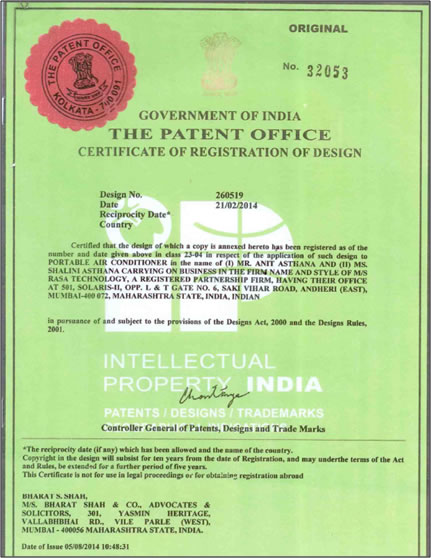 ORIGINAL
THE PATENT OFFICE
KOLKATA - 700 091
No. 32053
GOVERNMENT OF INDIA
THE PATENT OFFICE
CERTIFICATE OF REGISTRATION OF DESIGN
Design No. 260519
Date 21/02/2014
Reciprocity Date*
Country
Certified that the design of which a copy is annexed hereto has been registered as of the
number and date given above in class 23-04 in respect of the application of such design to
PORTABLE AIR CONDITIONER in the name of (I) MR. ANIT ASTHANA AND (II) MS.
SHALINI ASTHANA CARRYING ON BUSINESS IN THE FIRM NAME AND STYLE OF M/S
RASA TECHNOLOGY, A REGISTERED PARTNERSHIP FIRM, HAVING THEIR OFFICE
AT 501, SOLARIS-II, OPP. L & T GATE NO. 6, SAKI VIHAR ROAD, ANDHERI (EAST),
MUMBAI-400 072, MAHARASHTRA STATE, INDIA, INDIAN
in pursuance of and subject to the provisions of the Designs Act, 2000 and the Designs Rules,
2001.
INTELLECTUAL
PROPERTY INDIA
PATENTS / DESIGNS / TRADEMARKS
Controller General of Patents, Designs and Trade Marks
*The reciprocity date (if any) which has been allowed and the name of the country.
Copyright in the design will subsist for ten years from the date of Registration, and may underthe terms of the Act
and Rules, be extended for a further period of five years.
This Certificate is not for use in legal proceedings or for obtaining registration abroad
BHARAT S. SHAH,
M/S. BHARAT SHAH & CO., ADVOCATES &
SOLICITORS, 301, YASMIN HERITAGE,
VALLABHBHAI RD., VILE PARLE (WEST),
MUMBAI - 400056 MAHARASHTRA STATE, INDIA.
Date of Issue 05/08/2014 10:48:31